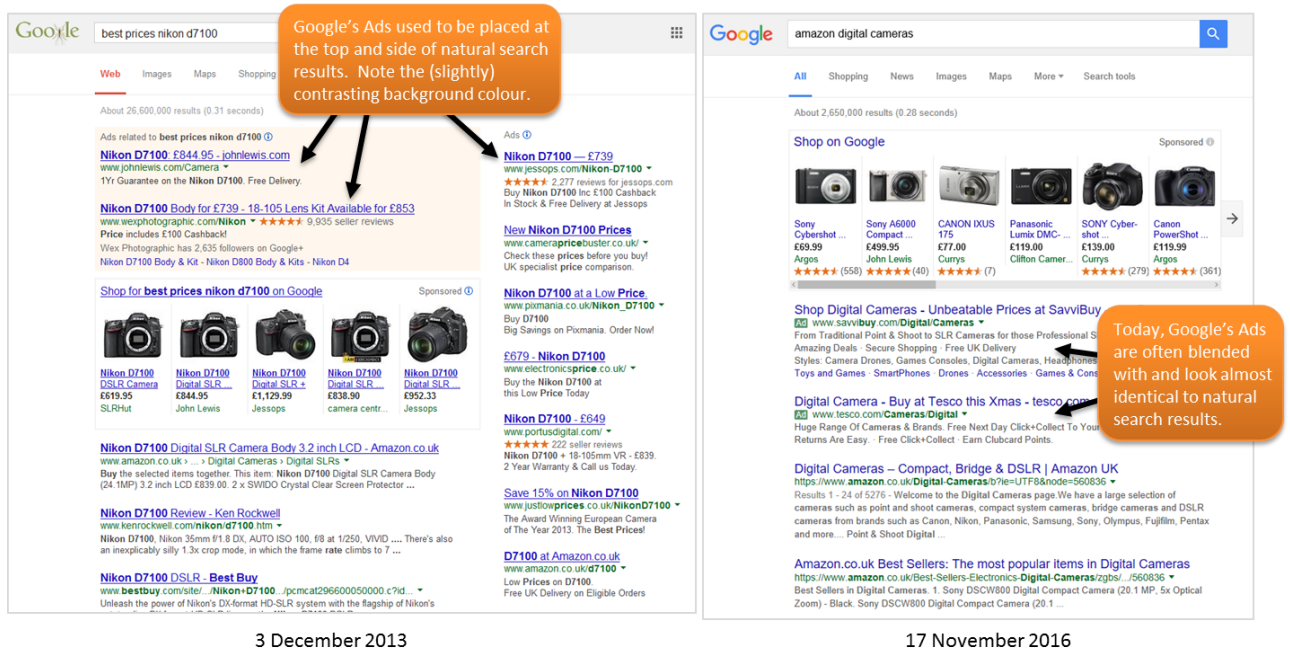 Google
best prices nikon d7100
Google’s Ads used to be placed at
the top and side of natural search
results. Note the (slightly)
contrasting background colour.
Web Images Maps Shopping
About 26,600,000 results (0.31 seconds)
Ads related to best prices nikon d7100
Nikon D7100: £844.95 - johnlewis.com
www.johnlewis.com/Camera
1Yr Guarantee on the Nikon D7100. Free Delivery.
Nikon D7100 Body for £739 - 18-105 Lens Kit Available for £853
www.wexphotographic.com/Nikon 9,935 seller reviews
Price includes £100 Cashback!
Wex Photographic has 2,635 followers on Google+
Nikon D7100 Body & Kit - Nikon D800 Body & Kits - Nikon D4
Shop for best prices nikon d7100 on Google Sponsored
Nikon D7100 Nikon D7100 Nikon D7100 Nikon D7100 Nikon D7100
DSLR Camera Digital SLR ... Digital SLR + Digital SLR ... Digital SLR ...
£619.95 £844.95 £1,129.99 £838.90 £952.33
SLRHut John Lewis Jessops camera centr... Jessops
Nikon D7100 Digital SLR Camera Body 3.2 inch LCD - Amazon.co.uk
www.amazon.co.uk › ... › Digital Cameras › Digital SLRs
Buy the selected items together. This item: Nikon D7100 Digital SLR Camera Body
(24.1MP) 3.2 inch LCD £839.00. 2 x SWIDO Crystal Clear Screen Protector ...
Nikon D7100 Review - Ken Rockwell
www.kenrockwell.com/nikon/d7100.htm
Nikon D7100, Nikon 35mm f/1.8 DX, AUTO ISO 100, f/8 at 1/250, VIVID .... There's also
an inexplicably silly 1.3x crop mode, in which the frame rate climbs to 7 ...
Nikon D7100 DSLR - Best Buy
www.bestbuy.com/site/.../Nikon+D7100.../pcmcat296600050000.c?id...
Unleash the power of Nikon's DX-format HD-SLR system with the flagship of Nikon's
Ads
Nikon D7100 — £739
www.jessops.com/Nikon-D7100
2,277 reviews for jessops.com
Buy Nikon D7100 Inc £100 Cashback
In Stock & Free Delivery at Jessops
New Nikon D7100 Prices
www.camerapricebuster.co.uk/
Check these prices before you buy!
UK specialist price comparison.
Nikon D7100 at a Low Price.
www.pixmania.co.uk/Nikon_D7100
Buy D7100
Big Savings on Pixmania. Order Now!
£679 - Nikon D7100
www.electronicsprice.co.uk/
Buy the Nikon D7100 at
this Low Price Today
Nikon D7100 - £649
www.portusdigital.com/
222 seller reviews
Nikon D7100 + 18-105mm VR - £839.
2 Year Warranty & Call us Today.
Save 15% on Nikon D7100
www.justlowprices.co.uk/NikonD7100
The Award Winning European Camera
of The Year 2013. The Best Prices!
D7100 at Amazon.co.uk
www.amazon.co.uk/d7100
Low Prices on D7100.
Free UK Delivery on Eligible Orders
3 December 2013
Google
amazon digital cameras
All Shopping News Images Maps More Search tools
About 2,650,000 results (0.28 seconds)
Shop on Google Sponsored
Sony Sony A6000 CANON IXUS Panasonic SONY Cyber- Canon
Cybershot ... Compact ... 175 Lumix DMC- ... shot ... PowerShot ...
£69.99 £499.95 £77.00 £119.00 £139.00 £119.99
Argos John Lewis Currys Clifton Camer... Currys Argos
(558) (40) (7) (279) (361)
Shop Digital Cameras - Unbeatable Prices at SavviBuy
Ad www.savvibuy.com/Digital/Cameras
From Traditional Point & Shoot to SLR Cameras for those Professional
Amazing Deals · Secure Shopping · Free UK Delivery
Styles: Camera Drones, Games Consoles, Digital Cameras, Headphones
Toys and Games · SmartPhones · Drones · Accessories · Games &
Today, Google’s Ads
are often blended
with and look almost
identical to natural
search results.
Digital Camera - Buy at Tesco this Xmas - tesco.com
Ad www.tesco.com/Cameras/Digital
Huge Range Of Cameras & Brands. Free Next Day Click+Collect To
Returns Are Easy. · Free Click+Collect · Earn Clubcard Points.
Digital Cameras – Compact, Bridge & DSLR | Amazon UK
https://www.amazon.co.uk/Digital-Cameras/b?ie=UTF8&node=560836
Results 1 - 24 of 5276 - Welcome to the Digital Cameras page.We have a large selection of
cameras such as point and shoot cameras, compact system cameras, bridge cameras and DSLR
cameras from brands such as Canon, Nikon, Panasonic, Samsung, Sony, Olympus, Fujifilm, Pentax
and more.... Point & Shoot Digital ...
Amazon.co.uk Best Sellers: The most popular items in Digital Cameras
https://www.amazon.co.uk/Best-Sellers-Electronics-Digital-Cameras/zgbs/.../560836
Best Sellers in Digital Cameras. 1. Sony DSCW800 Digital Compact Camera (20.1 MP, 5x Optical
Zoom) - Black. Sony DSCW800 Digital Compact Camera (20.1 ...
17 November 2016